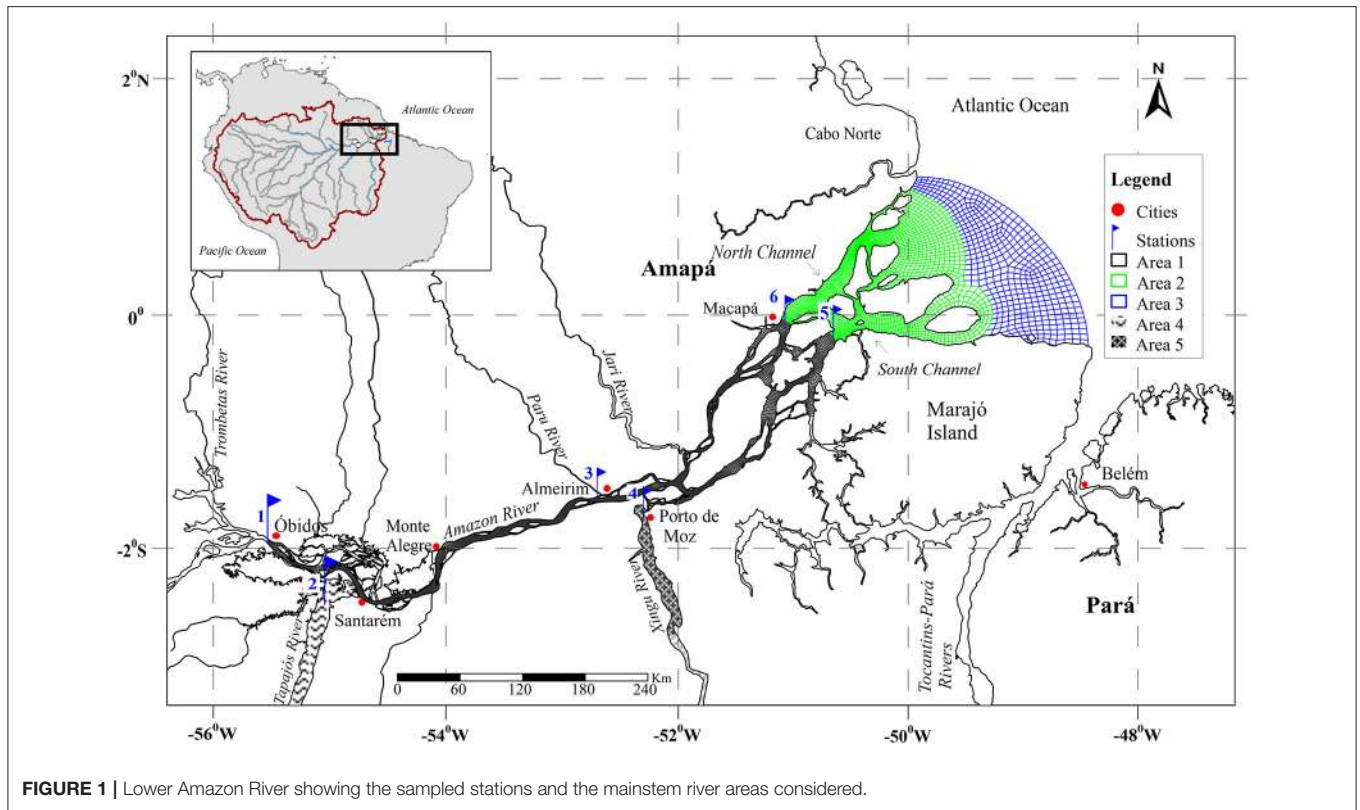 2⁰N
0⁰
-2⁰S
-56⁰W
-54⁰W
-52⁰W
-50⁰W
-48⁰W
Atlantic Ocean
Pacific Ocean
N
Atlantic Ocean
Cabo Norte
Legend
Cities
Stations
Area 1
Area 2
Area 3
Area 4
Area 5
North Channel
Amapá
6
Macapá
5
South Channel
Marajó
Island
Belém
Trombetas River
Jari River
Paru River
3
Almeirim
4
Amazon River
Porto de
Moz
1
Óbidos
Monte
Alegre
2
Santarém
Tapajós River
Xingu River
Pará
Tocantins-Pará
Rivers
Km
0 60 120 180 240
FIGURE 1 | Lower Amazon River showing the sampled stations and the mainstem river areas considered.